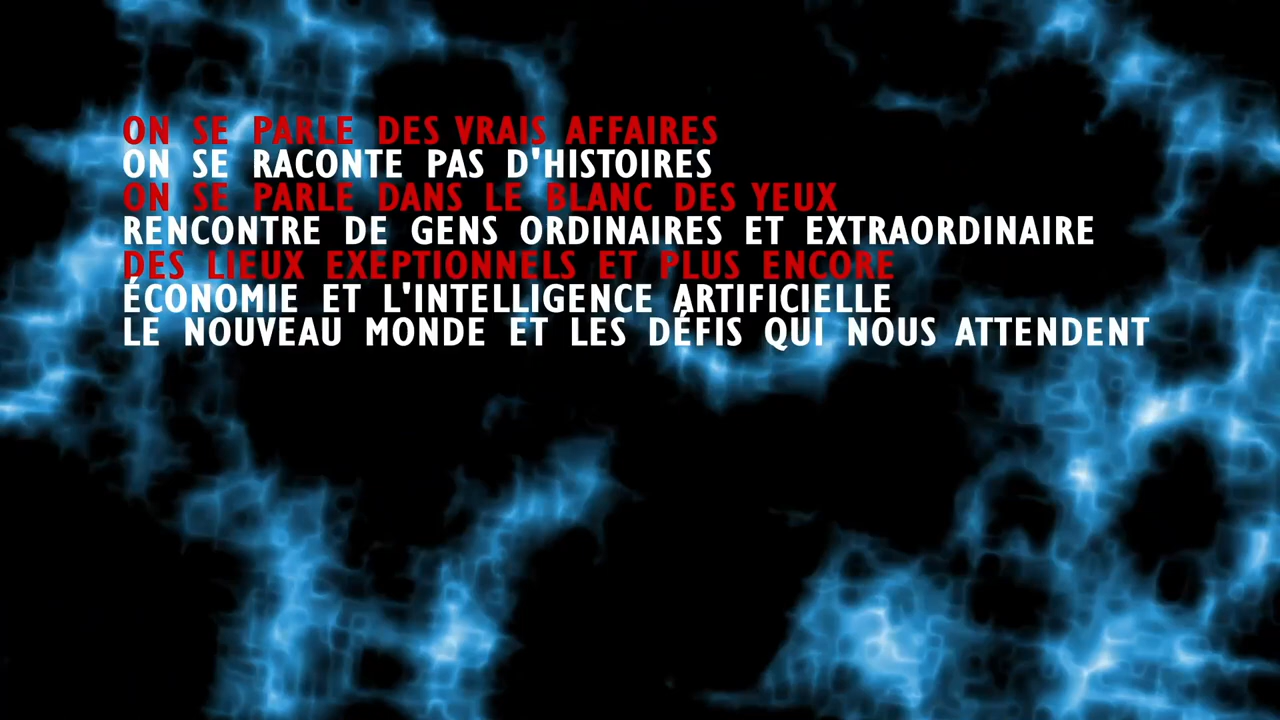 ON SE PARLE DES VRAIS AFFAIRES
ON SE RACONTE PAS D'HISTOIRES
ON SE PARLE DANS LE BLANC DES YEUX
RENCONTRE DE GENS ORDINAIRES ET EXTRAORDINAIRE
DES LIEUX EXEPTIONNELS ET PLUS ENCORE
ÉCONOMIE ET L'INTELLIGENCE ARTIFICIELLE
LE NOUVEAU MONDE ET LES DÉFIS QUI NOUS ATTENDENT